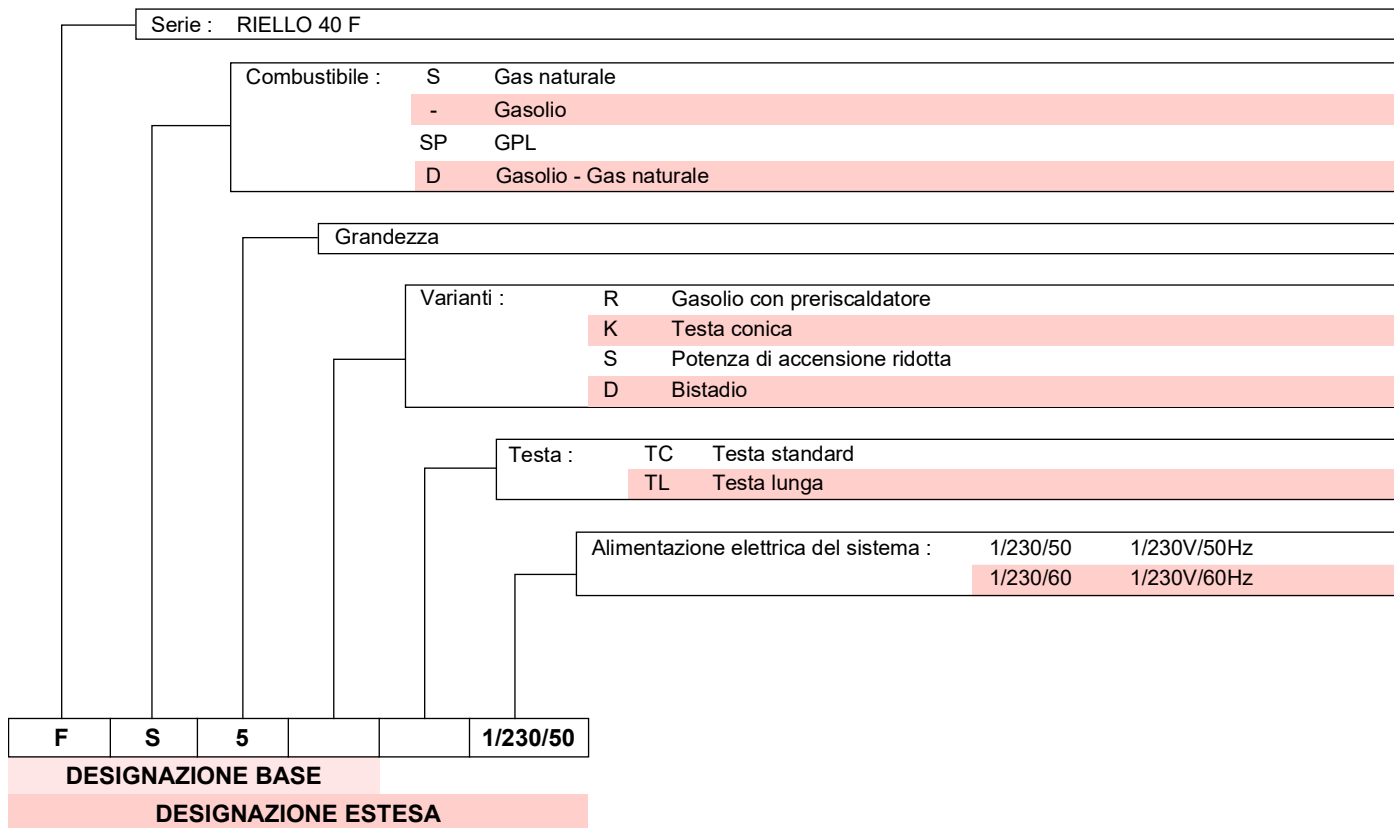 Serie : RIELLO 40 F
Combustibile : S Gas naturale
- Gasolio
SP GPL
D Gasolio - Gas naturale
Grandezza
Varianti : R Gasolio con preriscaldatore
K Testa conica
S Potenza di accensione ridotta
D Bistadio
Testa : TC Testa standard
TL Testa lunga
Alimentazione elettrica del sistema : 1/230/50 1/230V/50Hz
1/230/60 1/230V/60Hz
F S 5 1/230/50
DESIGNAZIONE BASE
DESIGNAZIONE ESTESA